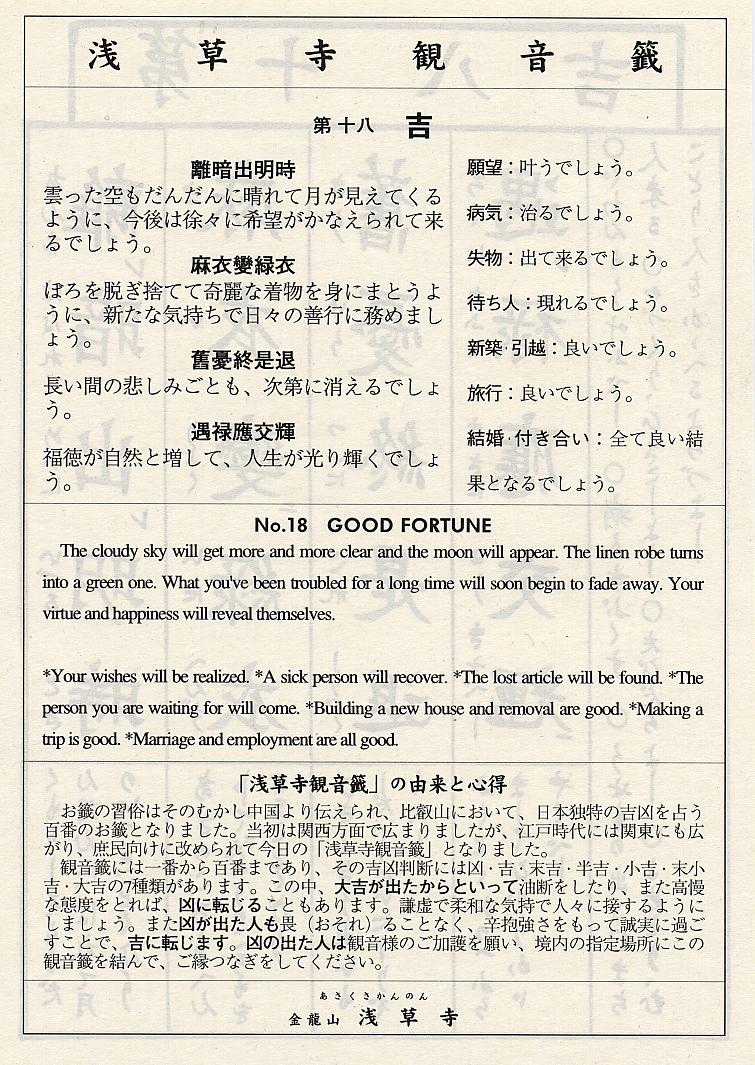 浅草寺観音籤
第十八 吉
離暗出明時
雲った空もだんだんに晴れて月が見えてくる
ように、今後は徐々に希望がかなえられて来
るでしょう。
麻衣變緑衣
ぼろを脱ぎ捨てて奇麗な着物を身にまとうよ
うに、新たな気持ちで日々の善行に務めまし
ょう。
舊憂終是退
長い間の悲しみごとも、次第に消えるでしょ
う。
遇禄應交輝
福徳が自然と増して、人生が光り輝くでしょ
う。
願望：叶うでしょう。
病気：治るでしょう。
失物：出て来るでしょう。
待ち人：現れるでしょう。
新築·引越：良いでしょう。
旅行：良いでしょう。
結婚·付き合い：全て良い結
果となるでしょう。
No.18 GOOD FORTUNE
The cloudy sky will get more and more clear and the moon will appear. The linen robe turns
into a green one. What you've been troubled for a long time will soon begin to fade away. Your
virtue and happiness will reveal themselves.
*Your wishes will be realized. *A sick person will recover. *The lost article will be found. *The
person you are waiting for will come. *Building a new house and removal are good. *Making a
trip is good. *Marriage and employment are all good.
「浅草寺観音籤」の由来と心得
お籤の習俗はそのむかし中国より伝えられ、比叡山において、日本独特の吉凶を占う
百番のお籤となりました。当初は関西方面で広まりましたが、江戸時代には関東にも広
がり、庶民向けに改められて今日の「浅草寺観音籤」となりました。
観音籤には一番から百番まであり、その吉凶判断には凶·吉·末吉·半吉·小吉·末小
吉·大吉の7種類があります。この中、大吉が出たからといって油断をしたり、また高慢
な態度をとれば、凶に転じることもあります。謙虚で柔和な気持で人々に接するように
しましょう。また凶が出た人も畏（おそれ）ることなく、辛抱強さをもって誠実に過ご
すことで、吉に転じます。凶の出た人は観音様のご加護を願い、境内の指定場所にこの
観音籤を結んで、ご縁つなぎをしてください。
あさくさかんのん
金龍山 浅草寺